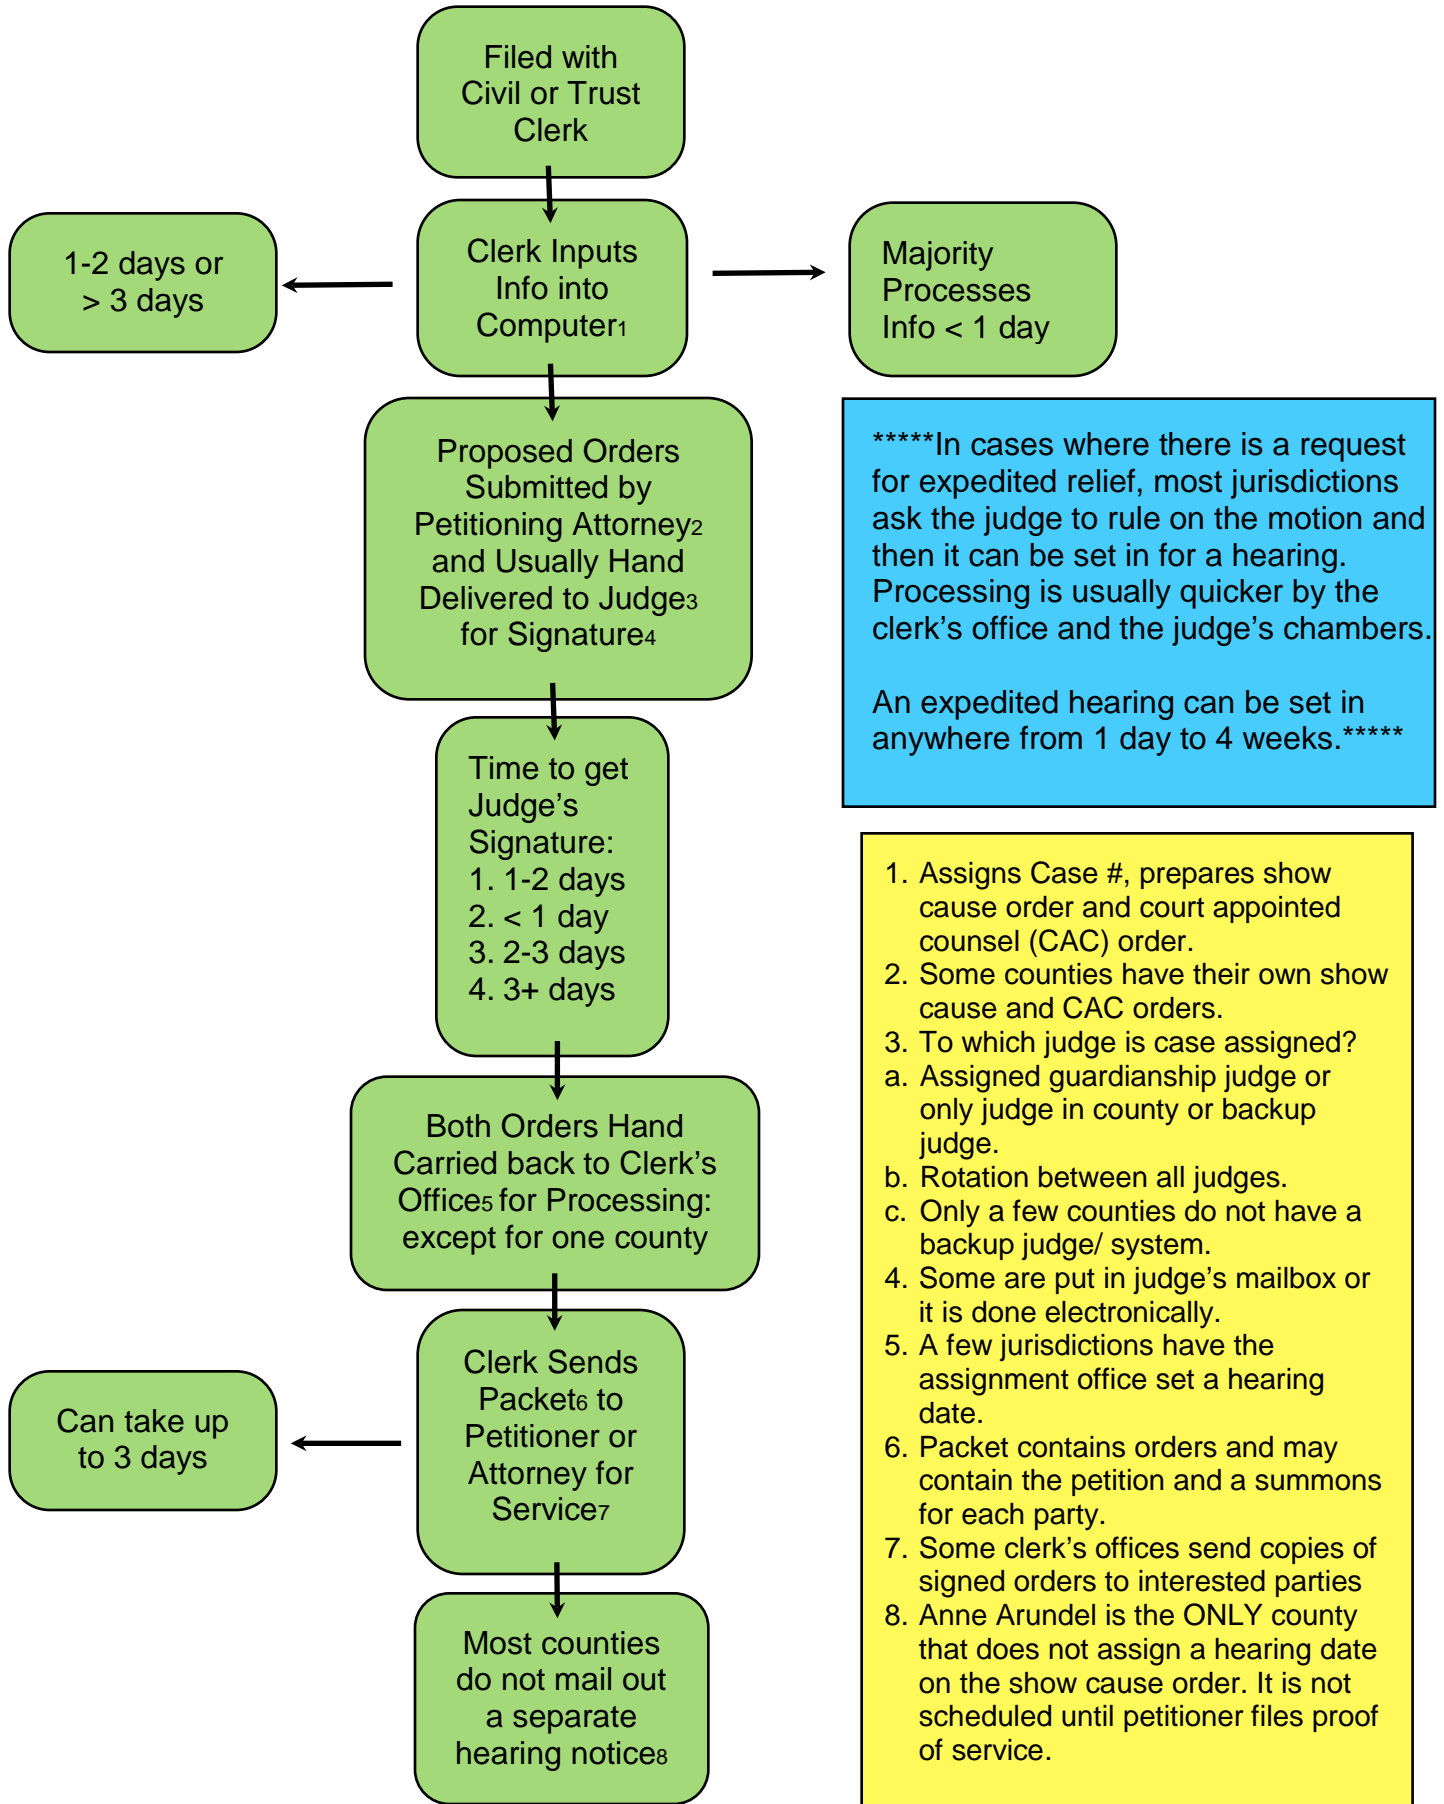 Filed with
Civil or Trust
Clerk
1-2 days or
> 3 days
Clerk Inputs
Info into
Computer1
Majority
Processes
Info < 1 day
Proposed Orders
Submitted by
Petitioning Attorney2
and Usually Hand
Delivered to Judge3
for Signature4
*****In cases where there is a request
for expedited relief, most jurisdictions
ask the judge to rule on the motion and
then it can be set in for a hearing.
Processing is usually quicker by the
clerk’s office and the judge’s chambers.
An expedited hearing can be set in
anywhere from 1 day to 4 weeks.*****
Time to get
Judge’s
Signature:
1. 1-2 days
2. < 1 day
3. 2-3 days
4. 3+ days
Both Orders Hand
Carried back to Clerk’s
Office5 for Processing:
except for one county
Clerk Sends
Packet6 to
Petitioner or
Attorney for
Service7
Can take up
to 3 days
Most counties
do not mail out
a separate
hearing notice8
1. Assigns Case #, prepares show
cause order and court appointed
counsel (CAC) order.
2. Some counties have their own show
cause and CAC orders.
3. To which judge is case assigned?
a. Assigned guardianship judge or
only judge in county or backup
judge.
b. Rotation between all judges.
c. Only a few counties do not have a
backup judge/ system.
4. Some are put in judge’s mailbox or
it is done electronically.
5. A few jurisdictions have the
assignment office set a hearing
date.
6. Packet contains orders and may
contain the petition and a summons
for each party.
7. Some clerk’s offices send copies of
signed orders to interested parties
8. Anne Arundel is the ONLY county
that does not assign a hearing date
on the show cause order. It is not
scheduled until petitioner files proof
of service.